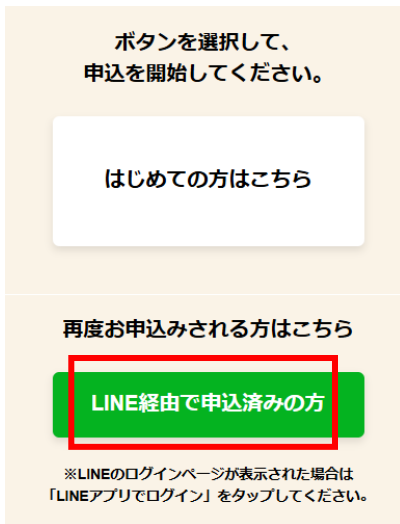 ボタンを選択して、
申込を開始してください。
はじめての方はこちら
再度お申込みされる方はこちら
LINE経由で申込済みの方
※LINEのログインページが表示された場合は
「LINEアプリでログイン」をタップしてください。